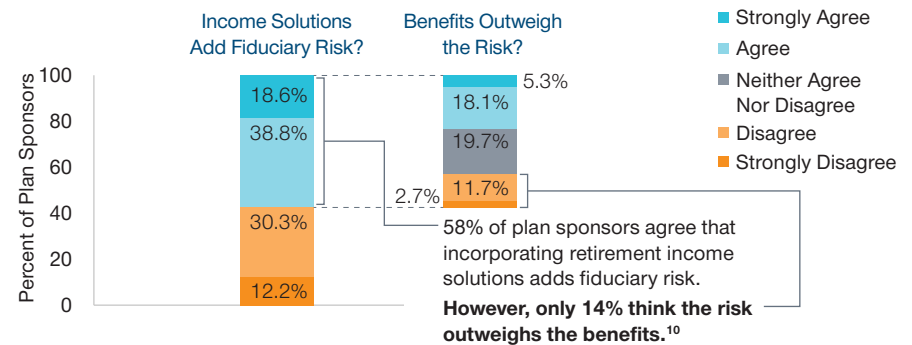 Income Solutions
Add Fiduciary Risk?
Benefits Outweigh
the Risk?
Strongly Agree
Agree
Neither Agree
Nor Disagree
Disagree
Strongly Disagree
Percent of Plan Sponsors
100
80
60
40
20
0
18.6%
38.8%
30.3%
12.2%
5.3%
18.1%
19.7%
11.7%
2.7%
58% of plan sponsors agree that
incorporating retirement income
solutions adds fiduciary risk.
However, only 14% think the risk
outweighs the benefits.¹⁰